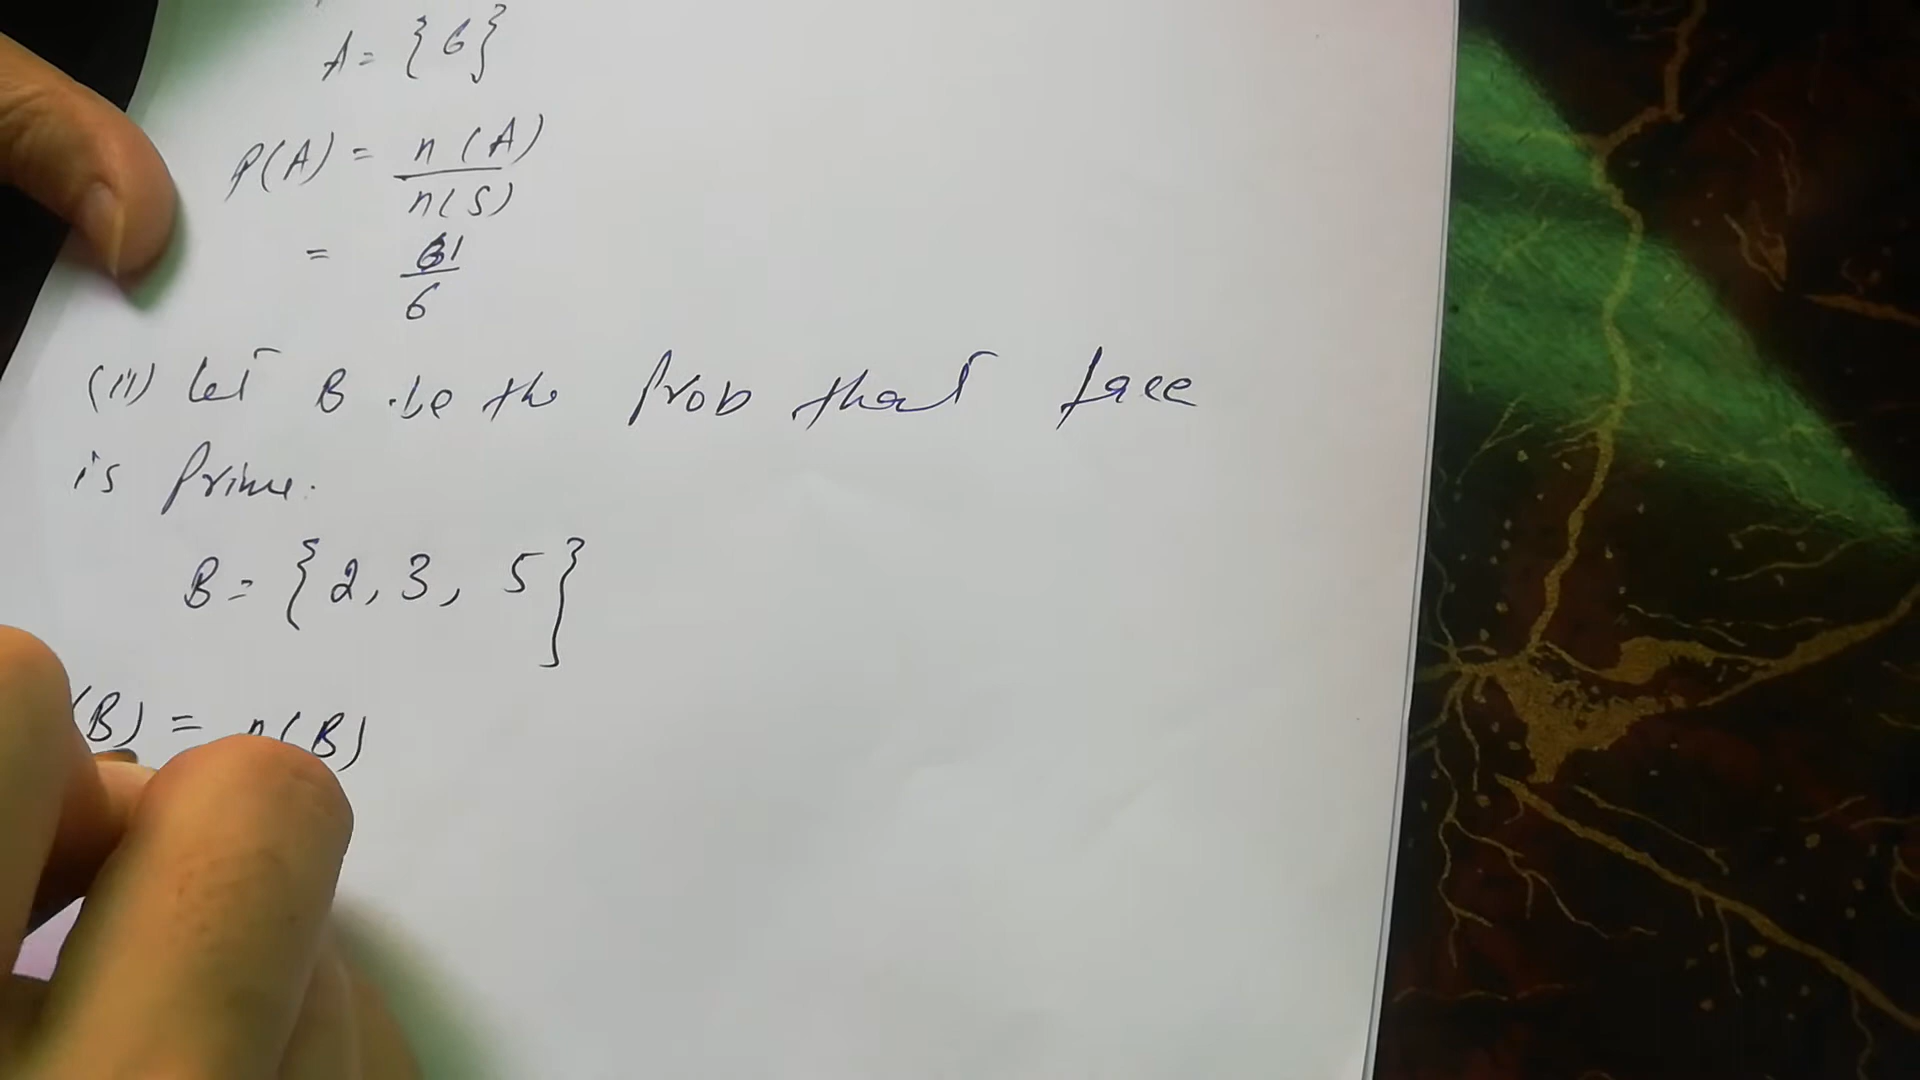 A = {6}
P(A) = n(A)
n(S)
= 1
6
(ii) Let B be the Prob that face
is Prime.
B = {2, 3, 5}
(B) = n(B)